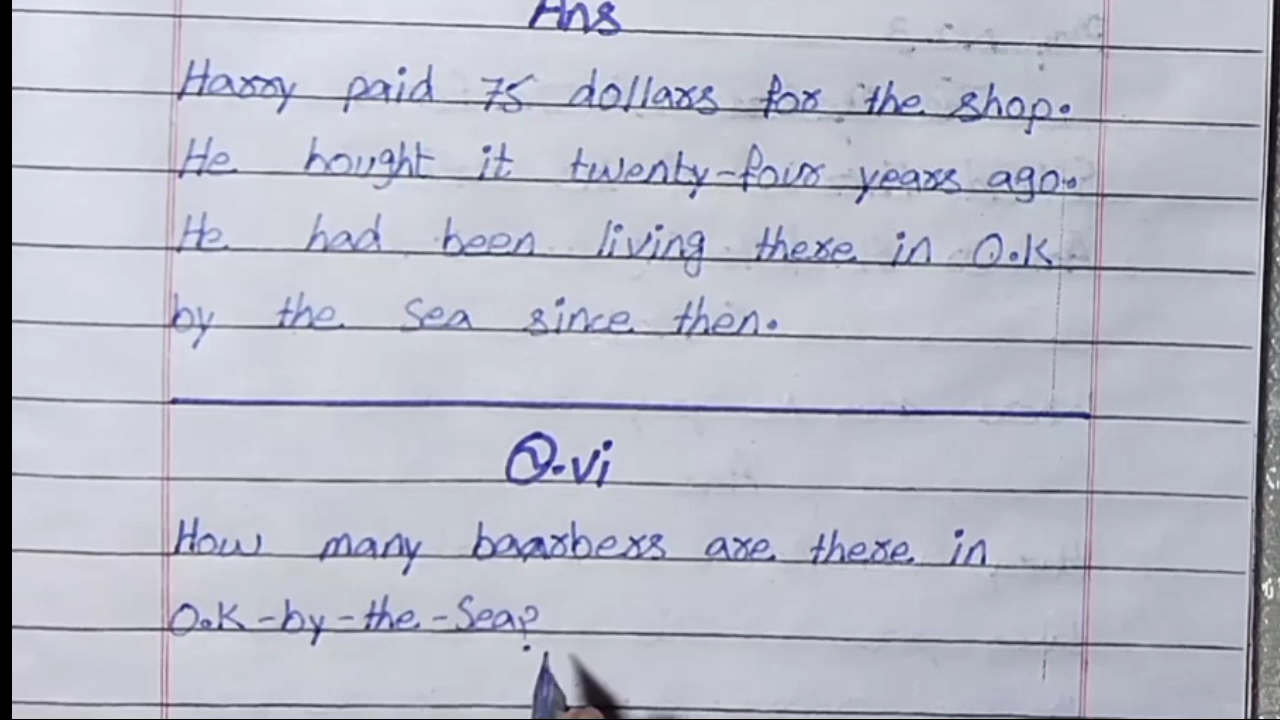 Ans
Harry paid 75 dollars for the shop.
He bought it twenty-four years ago.
He had been living there in O.K
by the sea since then.
Q.vi
How many baarbers are there in
O.K-by-the-Sea?